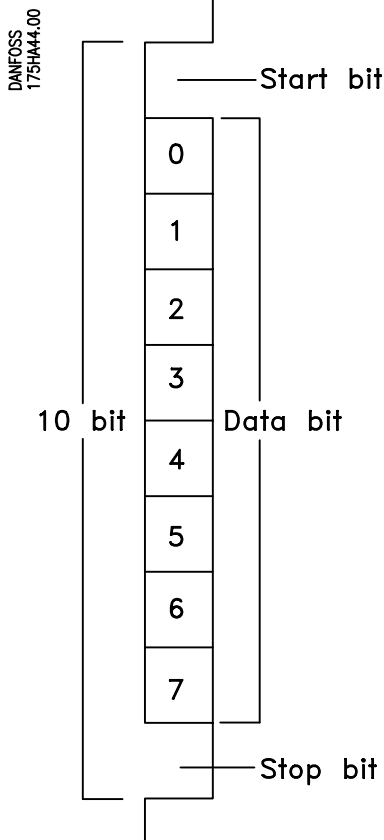 DANFOSS
175HA44.00
Start bit
0
1
2
3
10 bit
Data bit
4
5
6
7
Stop bit